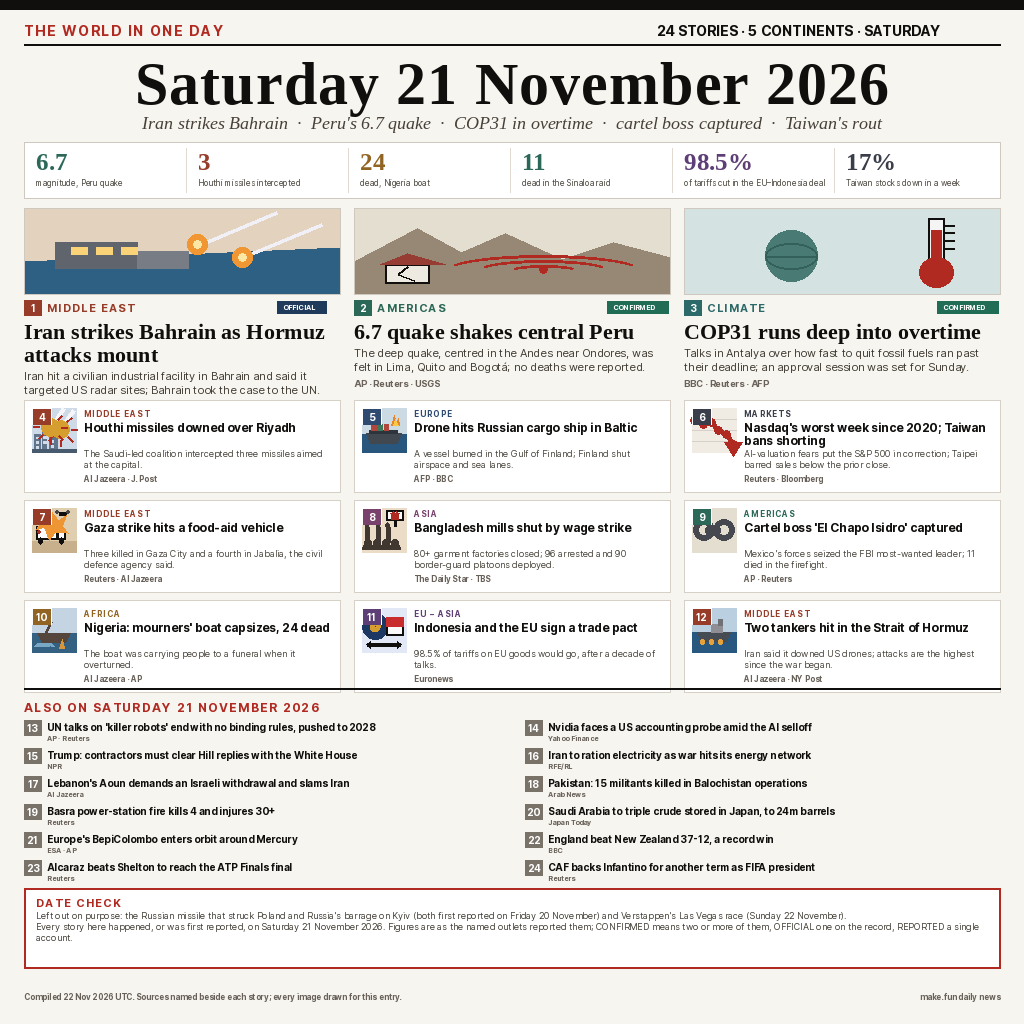 THE WORLD IN ONE DAY
24 STORIES · 5 CONTINENTS · SATURDAY
Saturday 21 November 2026
Iran strikes Bahrain · Peru's 6.7 quake · COP31 in overtime · cartel boss captured · Taiwan's rout
6.7
magnitude, Peru quake
3
Houthi missiles intercepted
24
dead, Nigeria boat
11
dead in the Sinaloa raid
98.5%
of tariffs cut in the EU–Indonesia deal
17%
Taiwan stocks down in a week
1 MIDDLE EAST OFFICIAL
Iran strikes Bahrain as Hormuz
attacks mount
Iran hit a civilian industrial facility in Bahrain and said it
targeted US radar sites; Bahrain took the case to the UN.
2 AMERICAS CONFIRMED
6.7 quake shakes central Peru
The deep quake, centred in the Andes near Ondores, was
felt in Lima, Quito and Bogotá; no deaths were reported.
AP · Reuters · USGS
3 CLIMATE CONFIRMED
COP31 runs deep into overtime
Talks in Antalya over how fast to quit fossil fuels ran past
their deadline; an approval session was set for Sunday.
BBC · Reuters · AFP
4 MIDDLE EAST
Houthi missiles downed over Riyadh
The Saudi-led coalition intercepted three missiles aimed
at the capital.
Al Jazeera · J. Post
5 EUROPE
Drone hits Russian cargo ship in Baltic
A vessel burned in the Gulf of Finland; Finland shut
airspace and sea lanes.
AFP · BBC
6 MARKETS
Nasdaq's worst week since 2020; Taiwan
bans shorting
AI-valuation fears put the S&P 500 in correction; Taipei
barred sales below the prior close.
Reuters · Bloomberg
7 MIDDLE EAST
Gaza strike hits a food-aid vehicle
Three killed in Gaza City and a fourth in Jabalia, the civil
defence agency said.
Reuters · Al Jazeera
8 ASIA
Bangladesh mills shut by wage strike
80+ garment factories closed; 96 arrested and 90
border-guard platoons deployed.
The Daily Star · TBS
9 AMERICAS
Cartel boss 'El Chapo Isidro' captured
Mexico's forces seized the FBI most-wanted leader; 11
died in the firefight.
AP · Reuters
10 AFRICA
Nigeria: mourners' boat capsizes, 24 dead
The boat was carrying people to a funeral when it
overturned.
Al Jazeera · AP
11 EU – ASIA
Indonesia and the EU sign a trade pact
98.5% of tariffs on EU goods would go, after a decade of
talks.
Euronews
12 MIDDLE EAST
Two tankers hit in the Strait of Hormuz
Iran said it downed US drones; attacks are the highest
since the war began.
Al Jazeera · NY Post
ALSO ON SATURDAY 21 NOVEMBER 2026
13 UN talks on 'killer robots' end with no binding rules, pushed to 2028
AP · Reuters
14 Nvidia faces a US accounting probe amid the AI selloff
Yahoo Finance
15 Trump: contractors must clear Hill replies with the White House
NPR
16 Iran to ration electricity as war hits its energy network
RFE/RL
17 Lebanon's Aoun demands an Israeli withdrawal and slams Iran
Al Jazeera
18 Pakistan: 15 militants killed in Balochistan operations
Arab News
19 Basra power-station fire kills 4 and injures 30+
Reuters
20 Saudi Arabia to triple crude stored in Japan, to 24m barrels
Japan Today
21 Europe's BepiColombo enters orbit around Mercury
ESA · AP
22 England beat New Zealand 37-12, a record win
BBC
23 Alcaraz beats Shelton to reach the ATP Finals final
Reuters
24 CAF backs Infantino for another term as FIFA president
Reuters
DATE CHECK
Left out on purpose: the Russian missile that struck Poland and Russia's barrage on Kyiv (both first reported on Friday 20 November) and Verstappen's Las Vegas race (Sunday 22 November).
Every story here happened, or was first reported, on Saturday 21 November 2026. Figures are as the named outlets reported them; CONFIRMED means two or more of them, OFFICIAL one on the record, REPORTED a single
account.
Compiled 22 Nov 2026 UTC. Sources named beside each story; every image drawn for this entry.
make.fun daily news